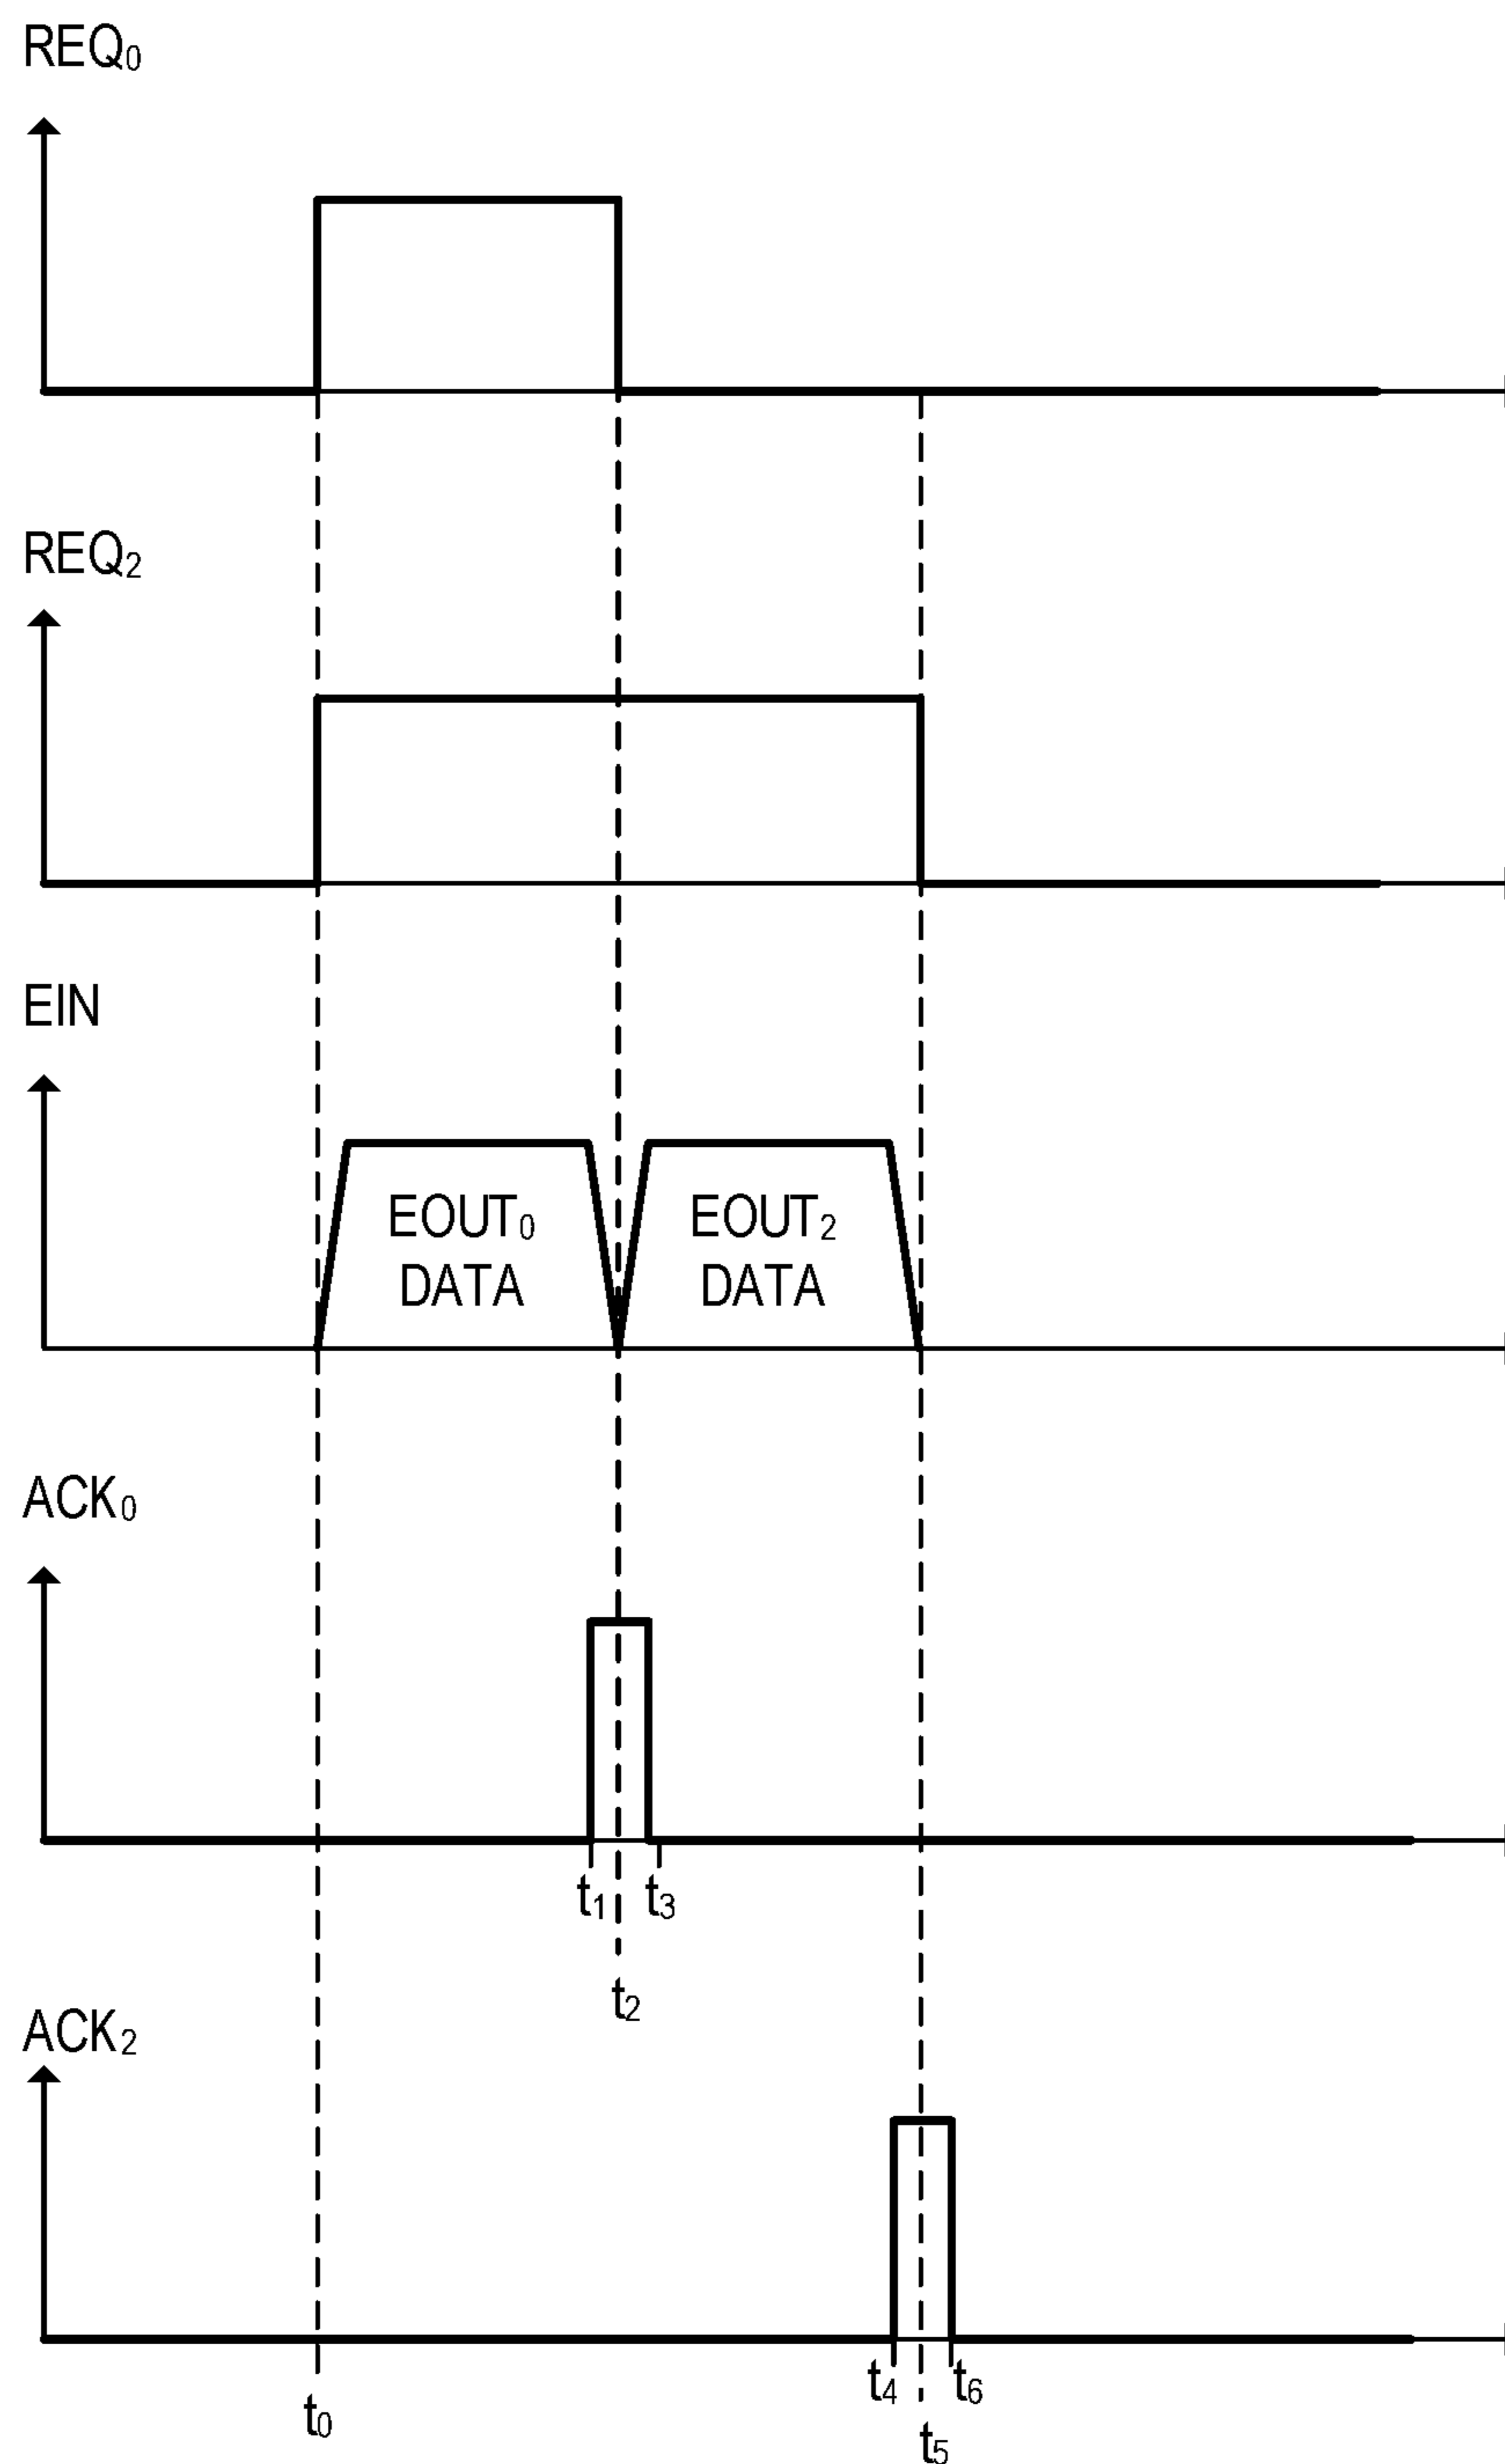 REQ₀
REQ₂
EIN
EOUT₀ EOUT₂
DATA DATA
ACK₀
t₁ t₃
t₂
ACK₂
t₄ t₆
t₀
t₅